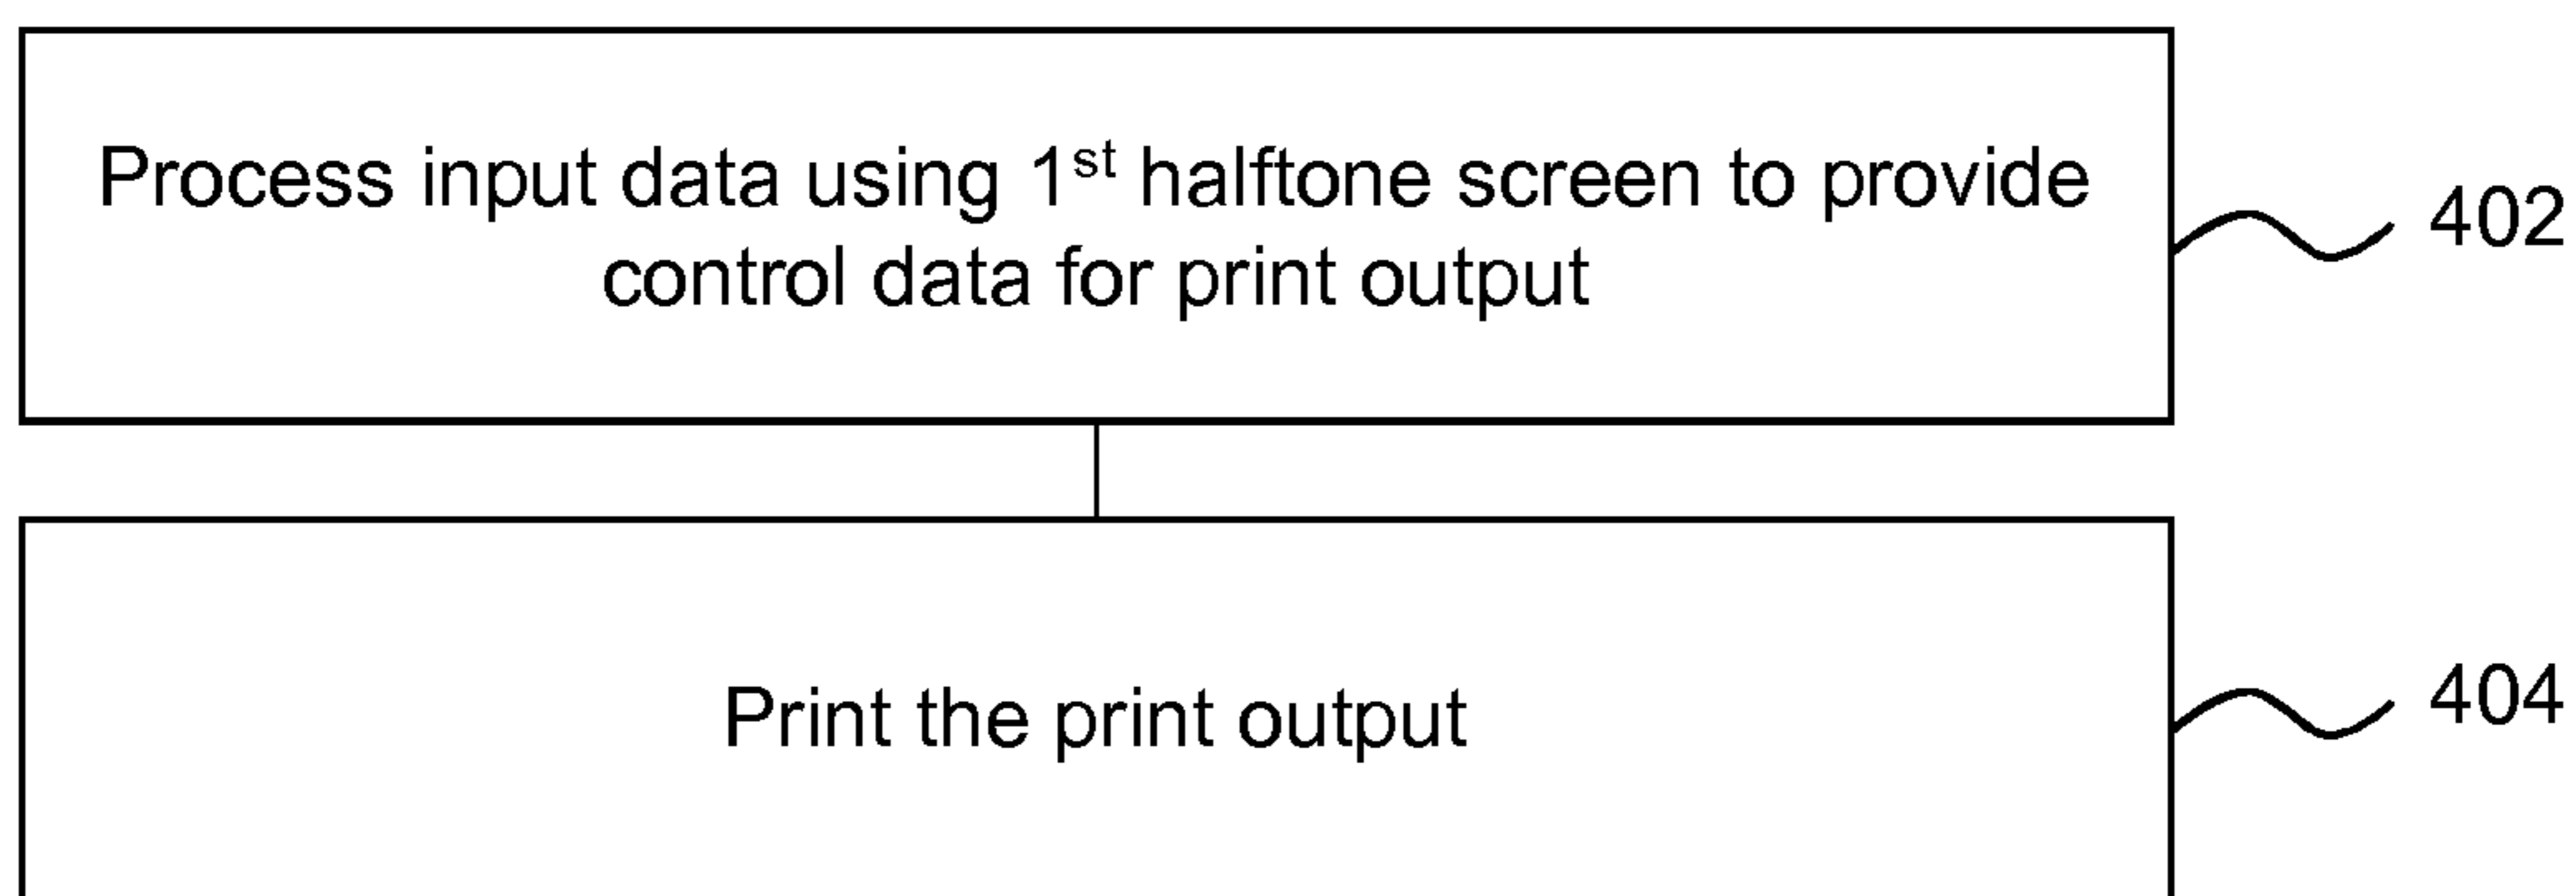 Process input data using 1st halftone screen to provide
control data for print output
402
Print the print output
404